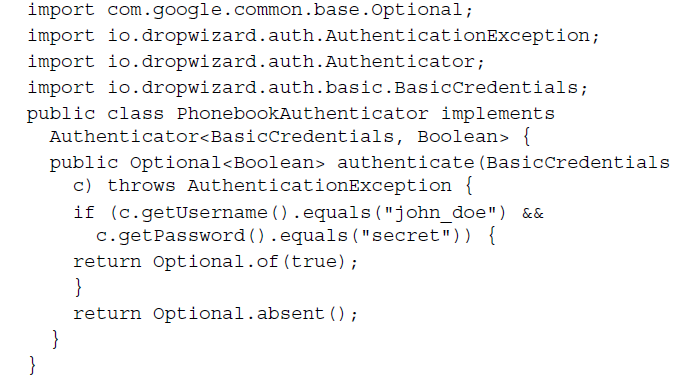 import com.google.common.base.Optional;
import io.dropwizard.auth.AuthenticationException;
import io.dropwizard.auth.Authenticator;
import io.dropwizard.auth.basic.BasicCredentials;
public class PhonebookAuthenticator implements
  Authenticator<BasicCredentials, Boolean> {
  public Optional<Boolean> authenticate(BasicCredentials
    c) throws AuthenticationException {
    if (c.getUsername().equals("john_doe") &&
      c.getPassword().equals("secret")) {
    return Optional.of(true);
    }
    return Optional.absent();
  }
}